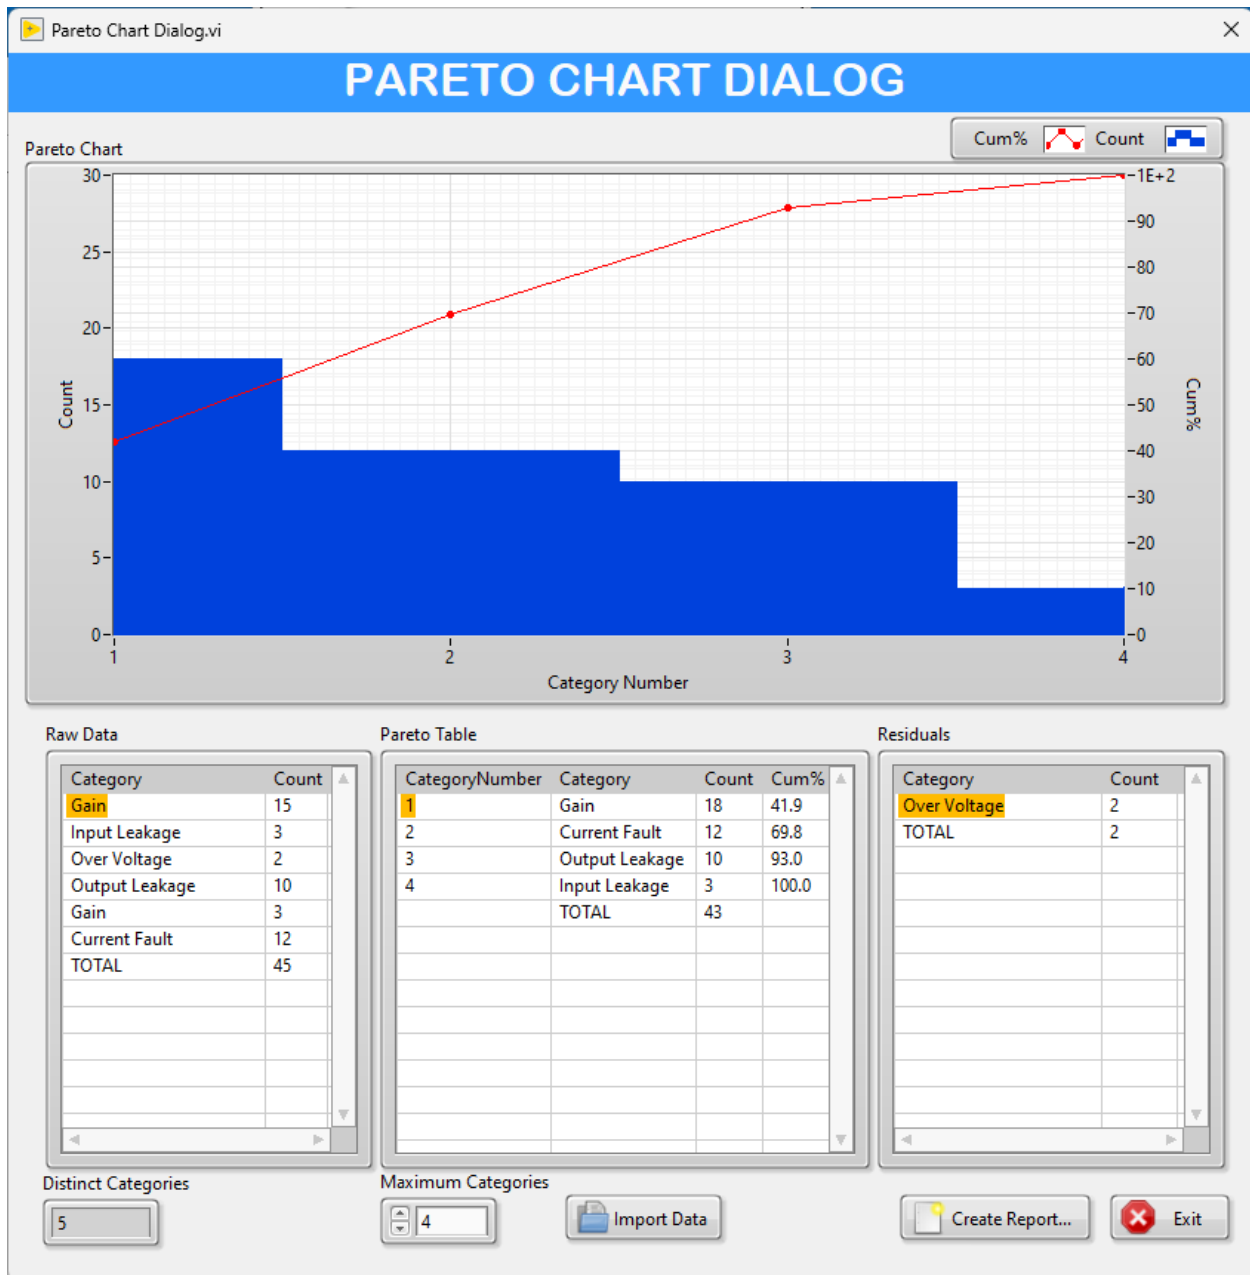 Pareto Chart Dialog.vi
PARETO CHART DIALOG
Cum% Count
Pareto Chart
30 1E+2
90
25
80
20 70
60
Count 15 50 Cum%
40
10
30
5 20
10
0 0
1 2 3 4
Category Number
Raw Data Pareto Table Residuals
Category Count CategoryNumber Category Count Cum% Category Count
Gain 15 1 Gain 18 41.9 Over Voltage 2
Input Leakage 3 2 Current Fault 12 69.8 TOTAL 2
Over Voltage 2 3 Output Leakage 10 93.0
Output Leakage 10 4 Input Leakage 3 100.0
Gain 3 TOTAL 43
Current Fault 12
TOTAL 45
Distinct Categories Maximum Categories
5 4 Import Data Create Report... Exit